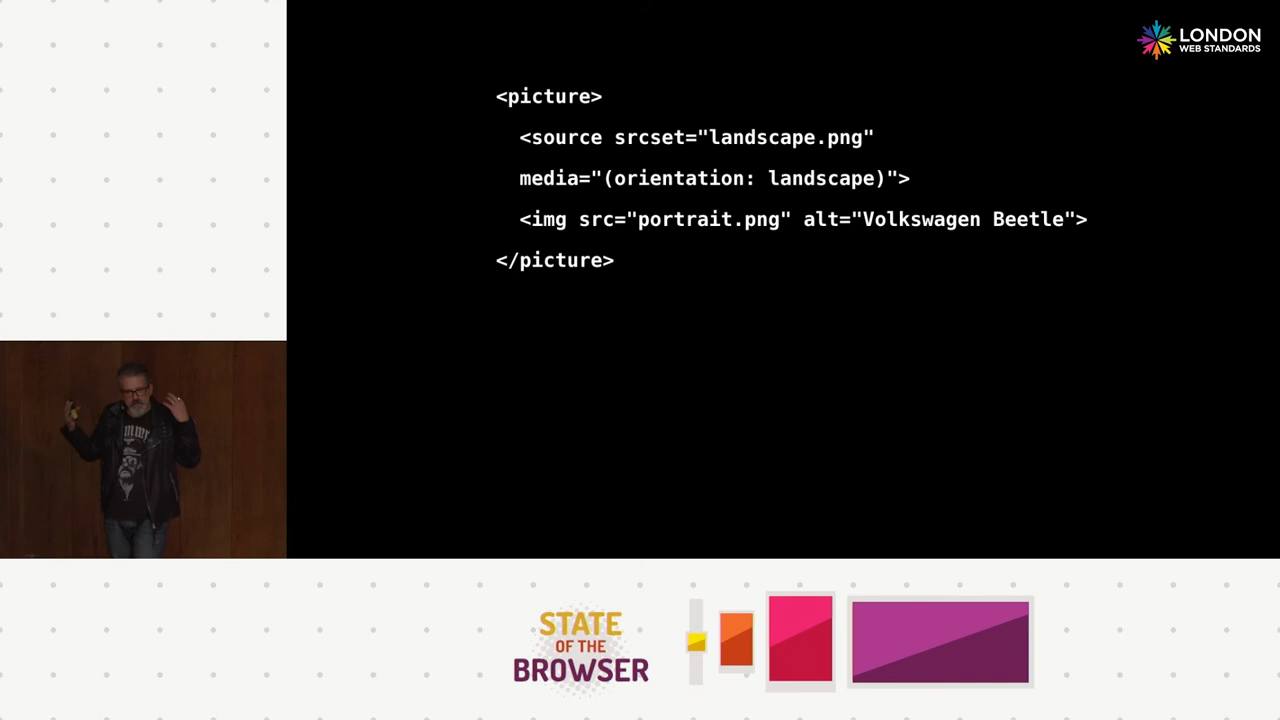 LONDON
WEB STANDARDS
<picture>
<source srcset="landscape.png"
media="(orientation: landscape)">
<img src="portrait.png" alt="Volkswagen Beetle">
</picture>
STATE
OF THE
BROWSER